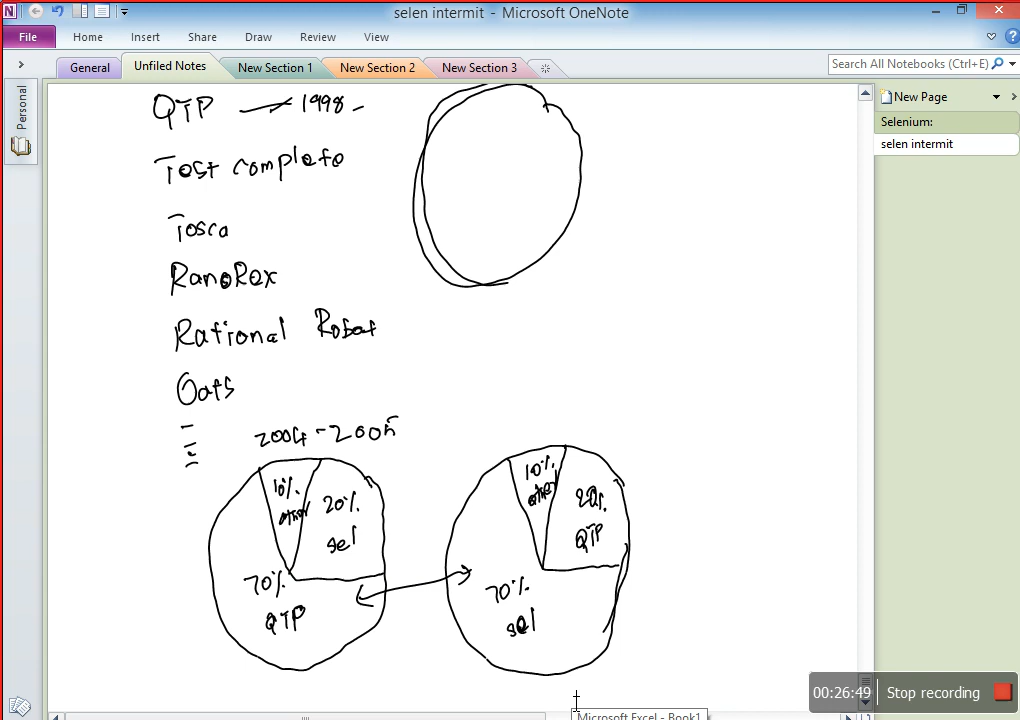 selen intermit - Microsoft OneNote
File Home Insert Share Draw Review View
General Unfiled Notes New Section 1 New Section 2 New Section 3
Search All Notebooks (Ctrl+E)
Personal
New Page
Selenium:
selen intermit
QTP 1998 -
Test complete
Tosca
RanoRex
Rational Robot
Oats
2004 - 2005
10%.
other
20%.
sel
70%.
QTP
10%.
other
20%.
QTP
70%.
sel
00:26:49 Stop recording
Microsoft Excel - Book1